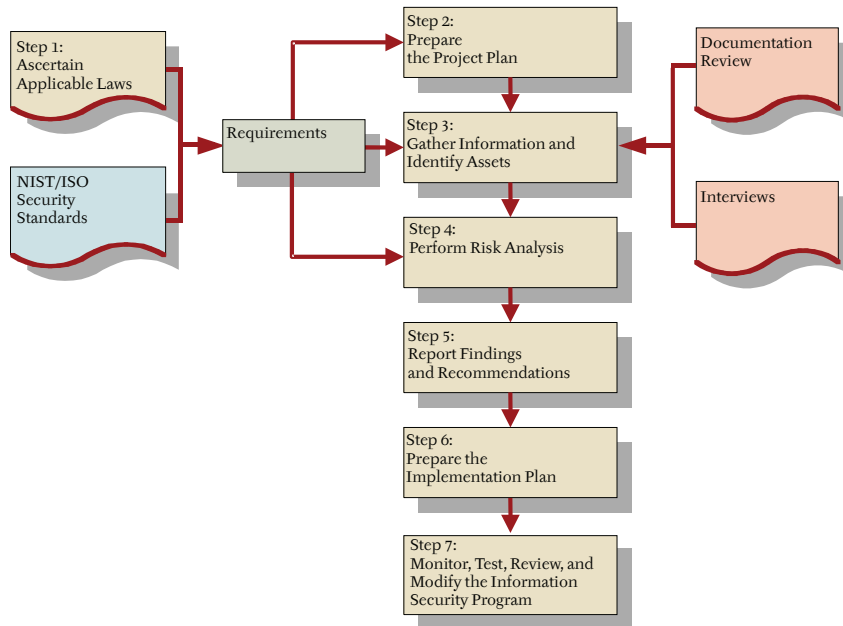 Step 1:
Ascertain
Applicable Laws
NIST/ISO
Security
Standards
Requirements
Step 2:
Prepare
the Project Plan
Step 3:
Gather Information and
Identify Assets
Step 4:
Perform Risk Analysis
Step 5:
Report Findings
and Recommendations
Step 6:
Prepare the
Implementation Plan
Step 7:
Monitor, Test, Review, and
Modify the Information
Security Program
Documentation
Review
Interviews